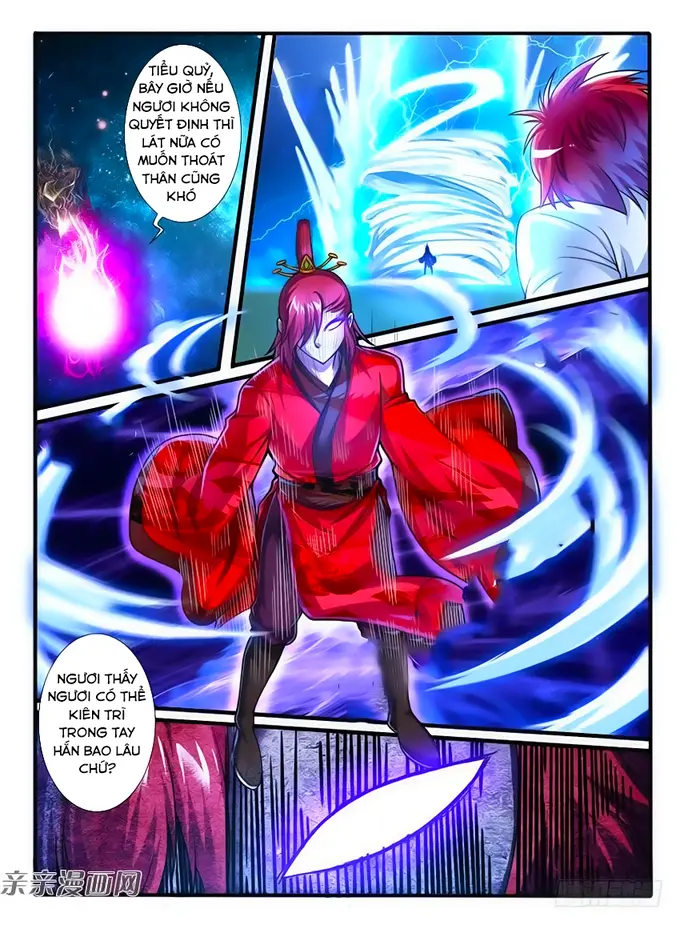 TIỂU QUỶ,
BÂY GIỜ NẾU
NGƯƠI KHÔNG
QUYẾT ĐỊNH THÌ
LÁT NỮA CÓ
MUỐN THOÁT
THÂN CŨNG
KHÓ
NGƯƠI THẤY
NGƯƠI CÓ THỂ
KIÊN TRÌ
TRONG TAY
HẮN BAO LÂU
CHỨ?
亲亲漫画网